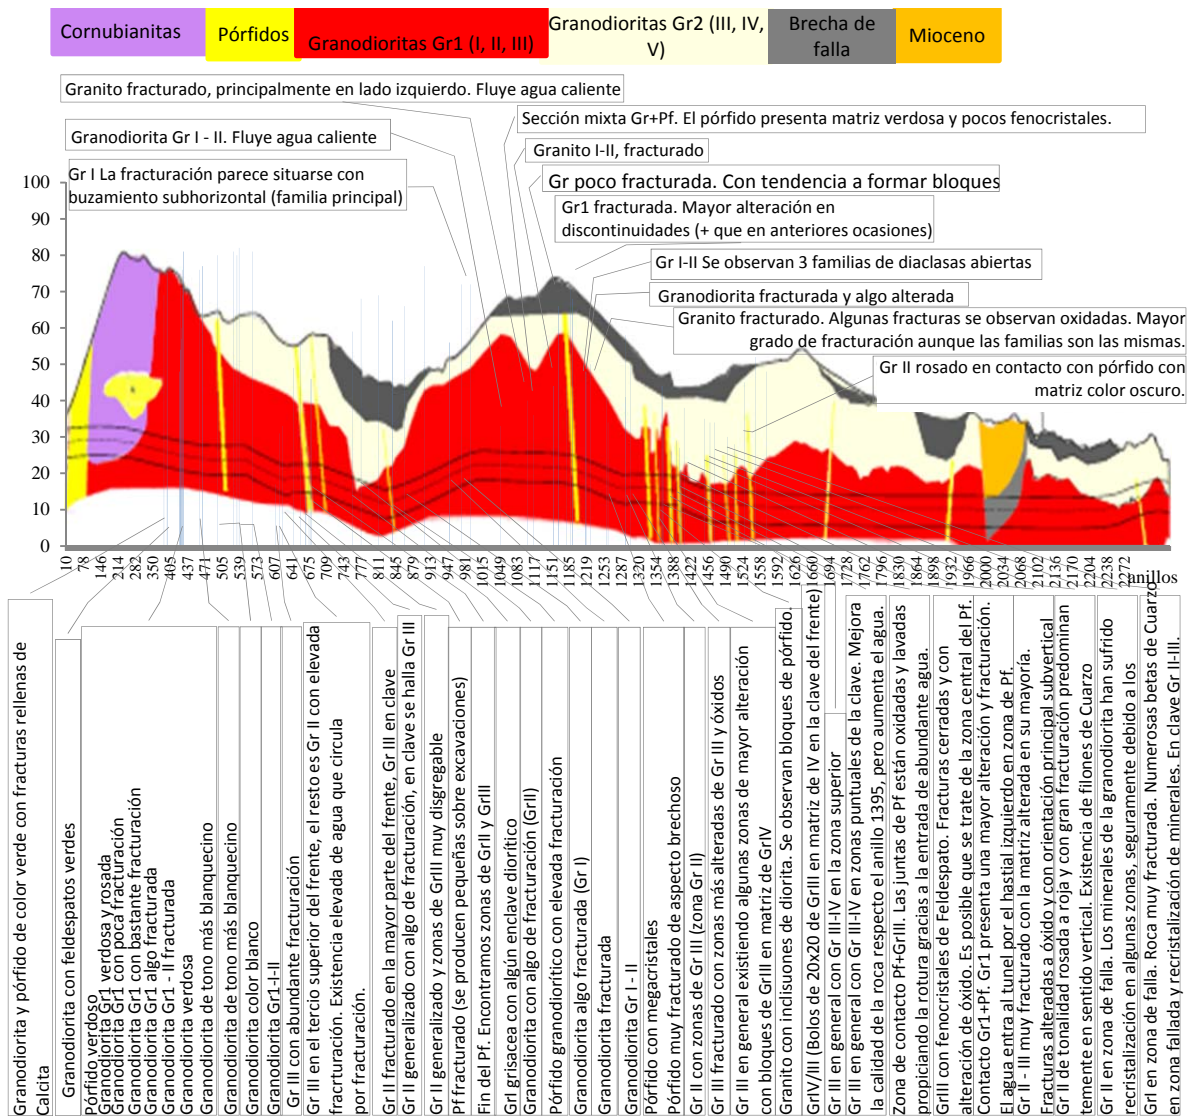 Cornubianitas
Pórfidos
Granodioritas Gr1 (I, II, III)
Granodioritas Gr2 (III, IV,
V)
Brecha de
falla
Mioceno
Granito fracturado, principalmente en lado izquierdo. Fluye agua caliente
Sección mixta Gr+Pf. El pórfido presenta matriz verdosa y pocos fenocristales.
Granodiorita Gr I - II. Fluye agua caliente
Granito I-II, fracturado
Gr I La fracturación parece situarse con
buzamiento subhorizontal (familia principal)
Gr poco fracturada. Con tendencia a formar bloques
Gr1 fracturada. Mayor alteración en
discontinuidades (+ que en anteriores ocasiones)
Gr I-II Se observan 3 familias de diaclasas abiertas
Granodiorita fracturada y algo alterada
Granito fracturado. Algunas fracturas se observan oxidadas. Mayor
grado de fracturación aunque las familias son las mismas.
Gr II rosado en contacto con pórfido con
matriz color oscuro.
100
90
80
70
60
50
40
30
20
10
0
10 78 146 214 282 350 405 437 471 505 539 573 607 641 675 709 743 777 811 845 879 913 947 981 1015 1049 1083 1117 1151 1185 1219 1253 1287 1320 1354 1388 1422 1456 1490 1524 1558 1592 1626 1660 1694 1728 1762 1796 1830 1864 1898 1932 1966 2000 2034 2068 2102 2136 2170 2204 2238 2272
anillos
Granodiorita y pórfido de color verde con fracturas rellenas de
Calcita
Granodiorita con feldespatos verdes
Pórfido verdoso
Granodiorita Gr1 verdosa y rosada
Granodiorita Gr1 con poca fracturación
Granodiorita Gr1 con bastante fracturación
Granodiorita Gr1 algo fracturada
Granodiorita Gr1 - II fracturada
Granodiorita verdosa
Granodiorita de tono más blanquecino
Granodiorita de tono más blanquecino
Granodiorita color blanco
Granodiorita Gr1-II
Gr III con abundante fracturación
Gr III en el tercio superior del frente, el resto es Gr II con elevada
fracrturación. Existencia elevada de agua que circula
por fracturación.
Gr II fracturado en la mayor parte del frente, Gr III en clave
Gr II generalizado con algo de fracturación, en clave se halla Gr III
Gr II generalizado y zonas de GrIII muy disgregable
Pf fracturado (se producen pequeñas sobre excavaciones)
Fin del Pf. Encontramos zonas de GrII y GrIII
GrI grisacea con algún enclave diorítico
Granodiorita con algo de fracturación (GrII)
Pórfido granodiorítico con elevada fracturación
Granodiorita algo fracturada (Gr I)
Granodiorita fracturada
Granodiorita Gr I - II
Pórfido con megacristales
Pórfido muy fracturado de aspecto brechoso
Gr II con zonas de Gr III (zona Gr II)
Gr III fracturado con zonas más alteradas de Gr III y óxidos
Gr III en general existiendo algunas zonas de mayor alteración
con bloques de GrIII en matriz de GrIV
Granito con inclisuones de diorita. Se observan bloques de pórfido.
GrIV/III (Bolos de 20x20 de GrIII en matriz de IV en la clave del frente)
Gr III en general con Gr III-IV en la zona superior
Gr III en general con Gr III-IV en zonas puntuales de la clave. Mejora
la calidad de la roca respecto el anillo 1395, pero aumenta el agua.
Zona de contacto Pf+GrIII. Las juntas de Pf están oxidadas y lavadas
propiciando la rotura gracias a la entrada de abundante agua.
GrIII con fenocristales de Feldespato. Fracturas cerradas y con
alteración de óxido. Es posible que se trate de la zona central del Pf.
Contacto Gr1+Pf. Gr1 presenta una mayor alteración y fracturación.
El agua entra al tunel por el hastial izquierdo en zona de Pf.
Gr II - III muy fracturado con la matriz alterada en su mayoría.
Fracturas alteradas a óxido y con orientación principal subvertical
Gr II de tonalidad rosada a roja y con gran fracturación predominan
temente en sentido vertical. Existencia de filones de Cuarzo
Gr II en zona de falla. Los minerales de la granodiorita han sufrido
recristalización en algunas zonas, seguramente debido a los
Gr en zona de falla. Roca muy fracturada. Numerosas betas de Cuarzo
en zona fallada y recristalización de minerales. En clave Gr II-III.